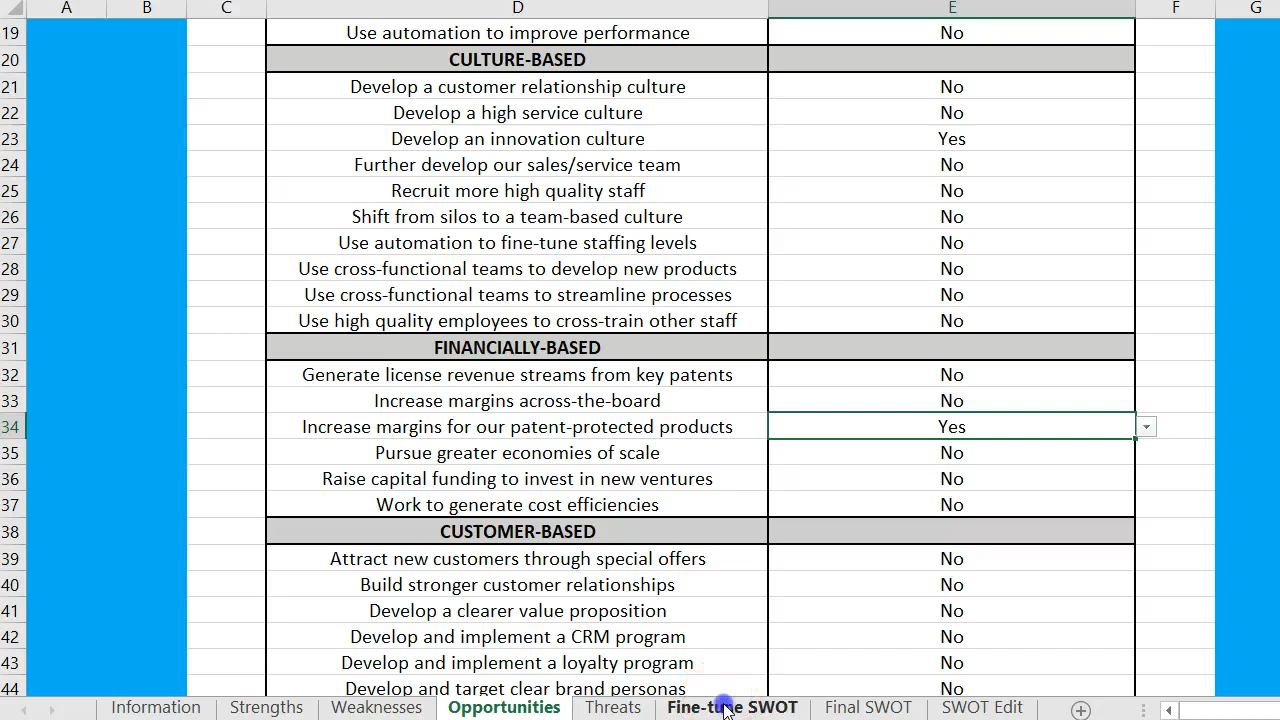 A B C D E F G
19 Use automation to improve performance No
20 CULTURE-BASED
21 Develop a customer relationship culture No
22 Develop a high service culture No
23 Develop an innovation culture Yes
24 Further develop our sales/service team No
25 Recruit more high quality staff No
26 Shift from silos to a team-based culture No
27 Use automation to fine-tune staffing levels No
28 Use cross-functional teams to develop new products No
29 Use cross-functional teams to streamline processes No
30 Use high quality employees to cross-train other staff No
31 FINANCIALLY-BASED
32 Generate license revenue streams from key patents No
33 Increase margins across-the-board No
34 Increase margins for our patent-protected products Yes
35 Pursue greater economies of scale No
36 Raise capital funding to invest in new ventures No
37 Work to generate cost efficiencies No
38 CUSTOMER-BASED
39 Attract new customers through special offers No
40 Build stronger customer relationships No
41 Develop a clearer value proposition No
42 Develop and implement a CRM program No
43 Develop and implement a loyalty program No
44 Develop and target clear brand personas No
Information Strengths Weaknesses Opportunities Threats Fine-tune SWOT Final SWOT SWOT Edit